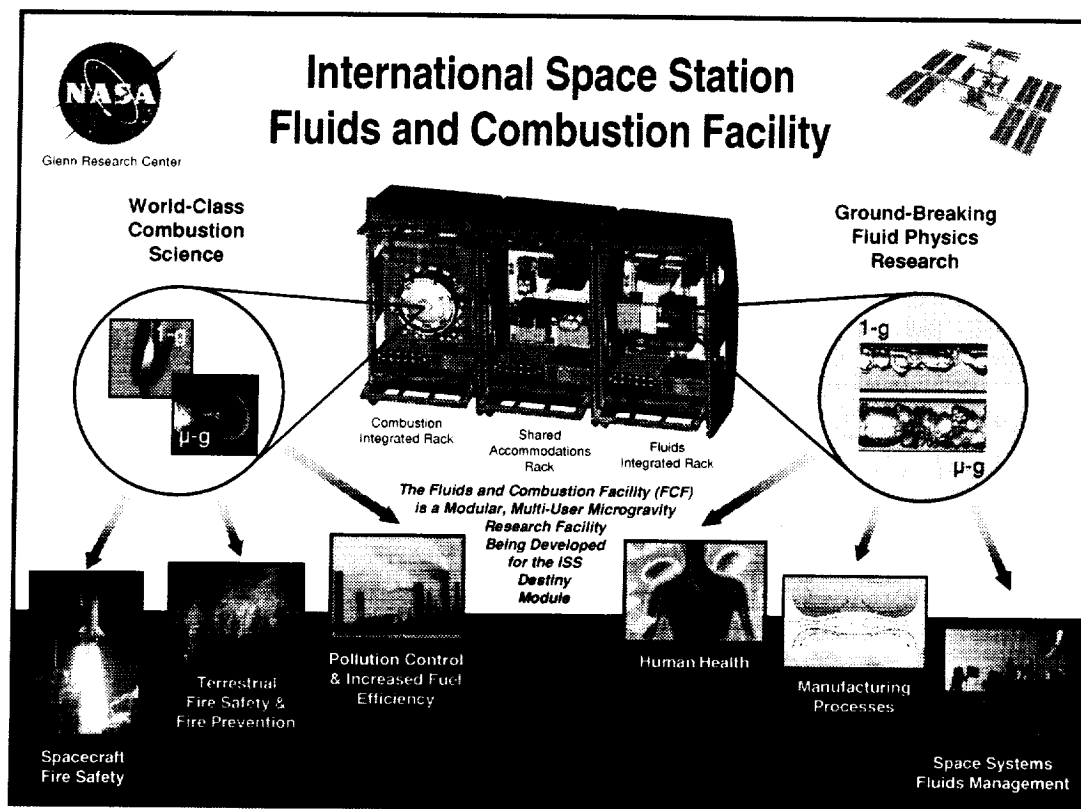 NASA
Glenn Research Center
International Space Station
Fluids and Combustion Facility
World-Class
Combustion
Science
Ground-Breaking
Fluid Physics
Research
1-g
μ-g
1-g
μ-g
Combustion
Integrated Rack
Shared
Accommodations
Rack
Fluids
Integrated Rack
The Fluids and Combustion Facility (FCF)
is a Modular, Multi-User Microgravity
Research Facility
Being Developed
for the ISS
Destiny
Module
Spacecraft
Fire Safety
Terrestrial
Fire Safety &
Fire Prevention
Pollution Control
& Increased Fuel
Efficiency
Human Health
Manufacturing
Processes
Space Systems
Fluids Management